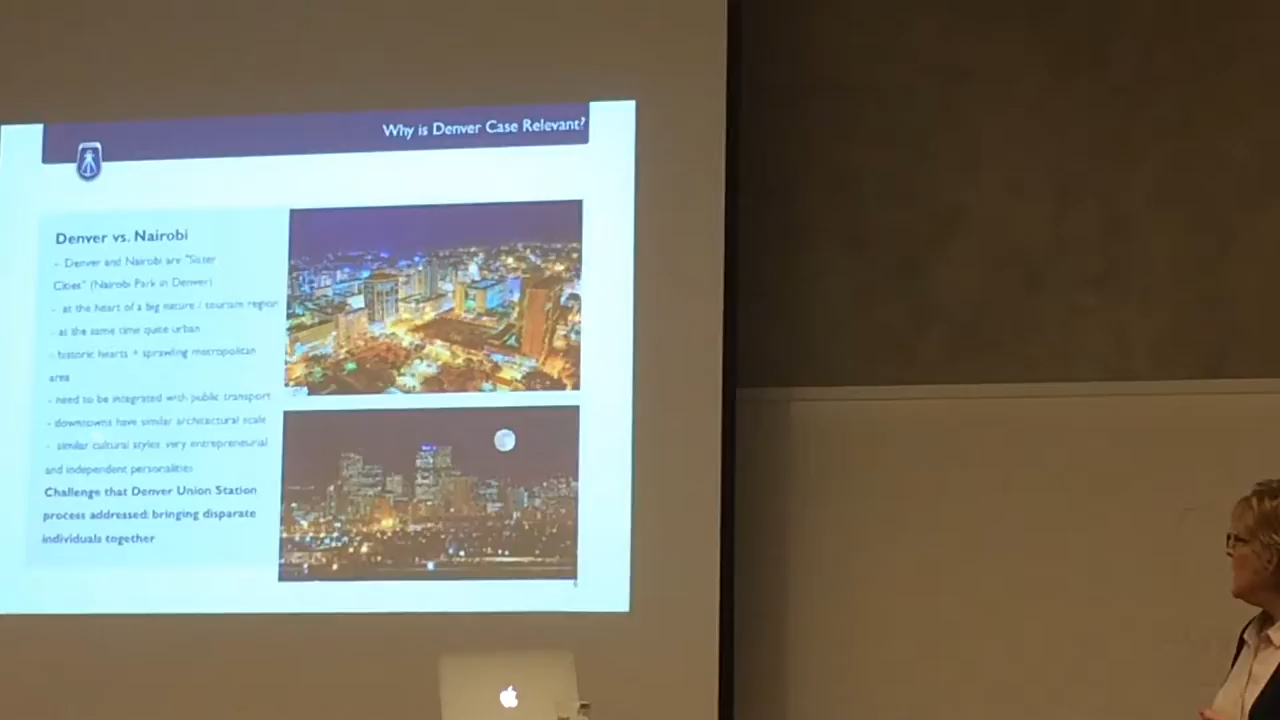 Why is Denver Case Relevant?
Denver vs. Nairobi
- Denver and Nairobi are "Sister
Cities" (Nairobi Park in Denver)
- at the heart of a big nature / tourism region
- at the same time quite urban
- historic hearts + sprawling metropolitan
area
- need to be integrated with public transport
- downtowns have similar architectural scale
- similar cultural styles: very entrepreneurial
and independent personalities
Challenge that Denver Union Station
process addressed: bringing disparate
individuals together